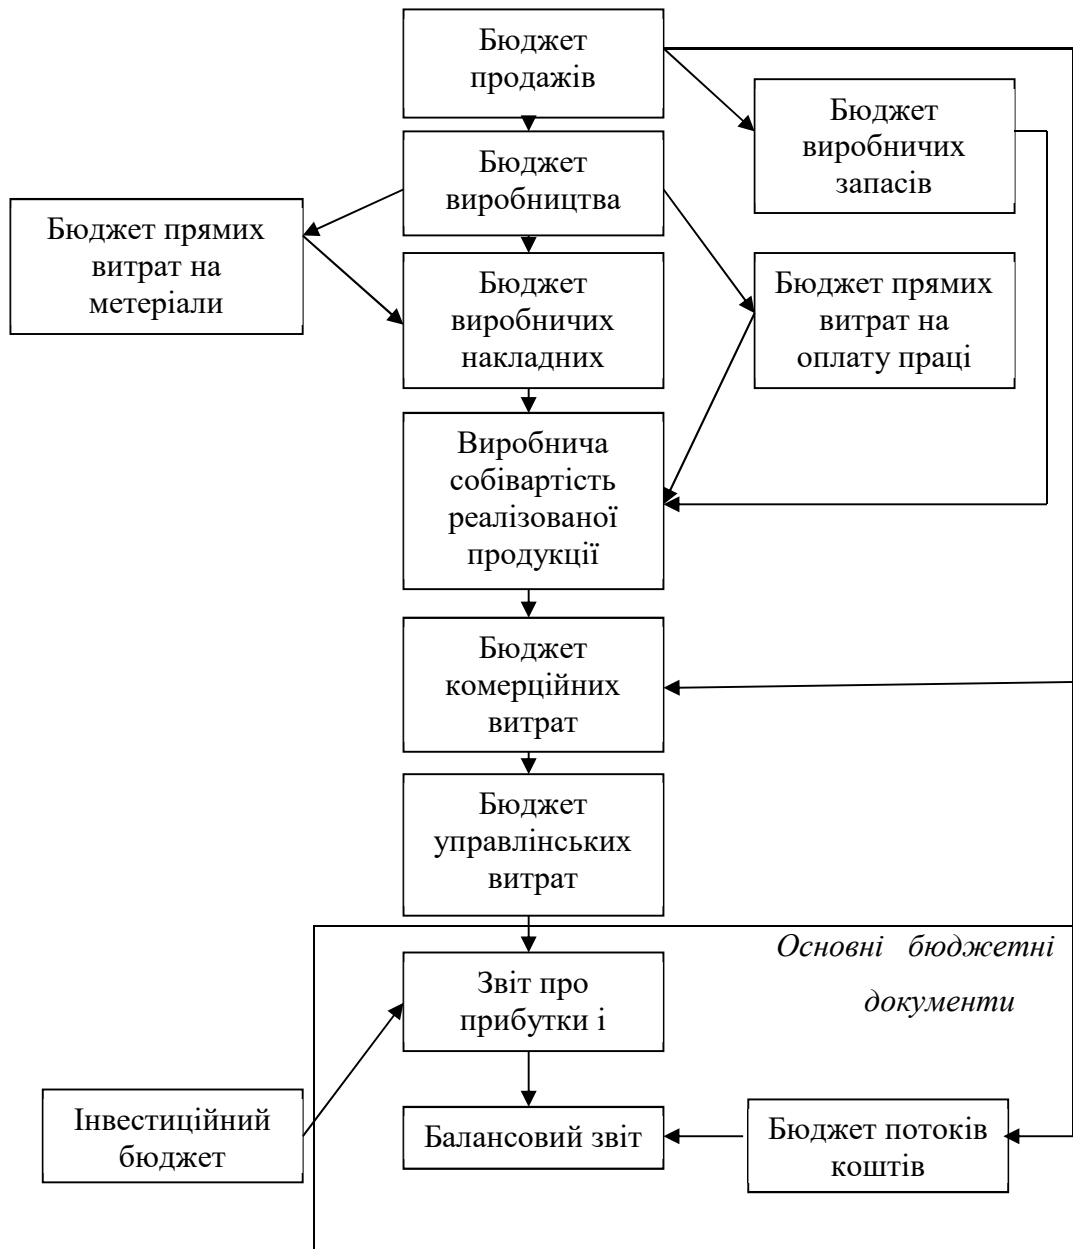 Бюджет
продажів
Бюджет
виробничих
запасів
Бюджет
виробництва
Бюджет прямих
витрат на
метеріали
Бюджет
виробничих
накладних
Бюджет прямих
витрат на
оплату праці
Виробнича
собівартість
реалізованої
продукції
Бюджет
комерційних
витрат
Бюджет
управлінських
витрат
Основні бюджетні
документи
Звіт про
прибутки і
Інвестиційний
бюджет
Балансовий звіт
Бюджет потоків
коштів